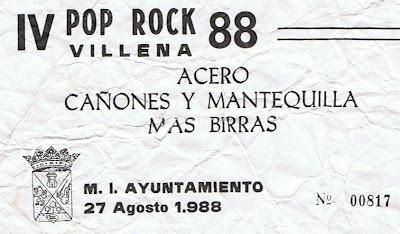 IV POP ROCK 88
VILLENA
ACERO
CAÑONES Y MANTEQUILLA
MAS BIRRAS
M. I. AYUNTAMIENTO
27 Agosto 1.988
Nº 00817